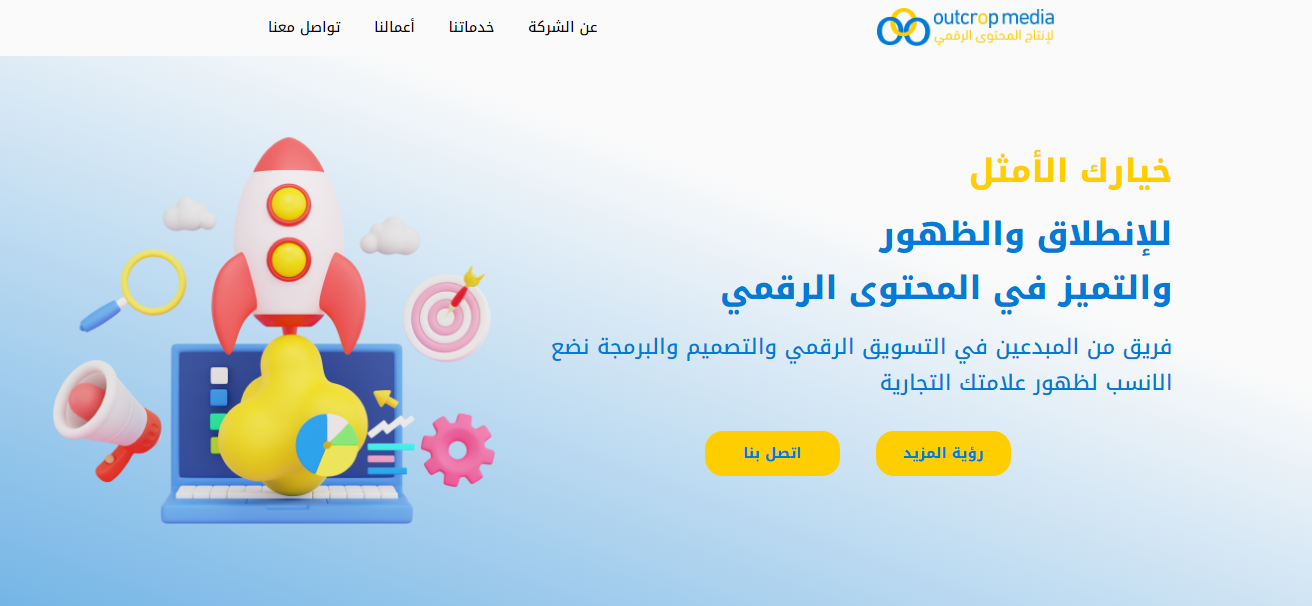 outcrop media
لإنتاج المحتوى الرقمي
عن الشركة
خدماتنا
أعمالنا
تواصل معنا
خيارك الأمثل
للإنطلاق والظهور
والتميز في المحتوى الرقمي
فريق من المبدعين في التسويق الرقمي والتصميم والبرمجة نضع
الانسب لظهور علامتك التجارية
رؤية المزيد
اتصل بنا